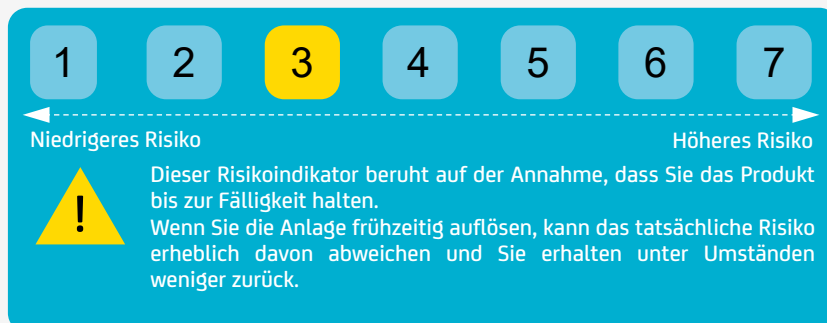 1 2 3 4 5 6 7
Niedrigeres Risiko Höheres Risiko
!
Dieser Risikoindikator beruht auf der Annahme, dass Sie das Produkt
bis zur Fälligkeit halten.
Wenn Sie die Anlage frühzeitig auflösen, kann das tatsächliche Risiko
erheblich davon abweichen und Sie erhalten unter Umständen
weniger zurück.